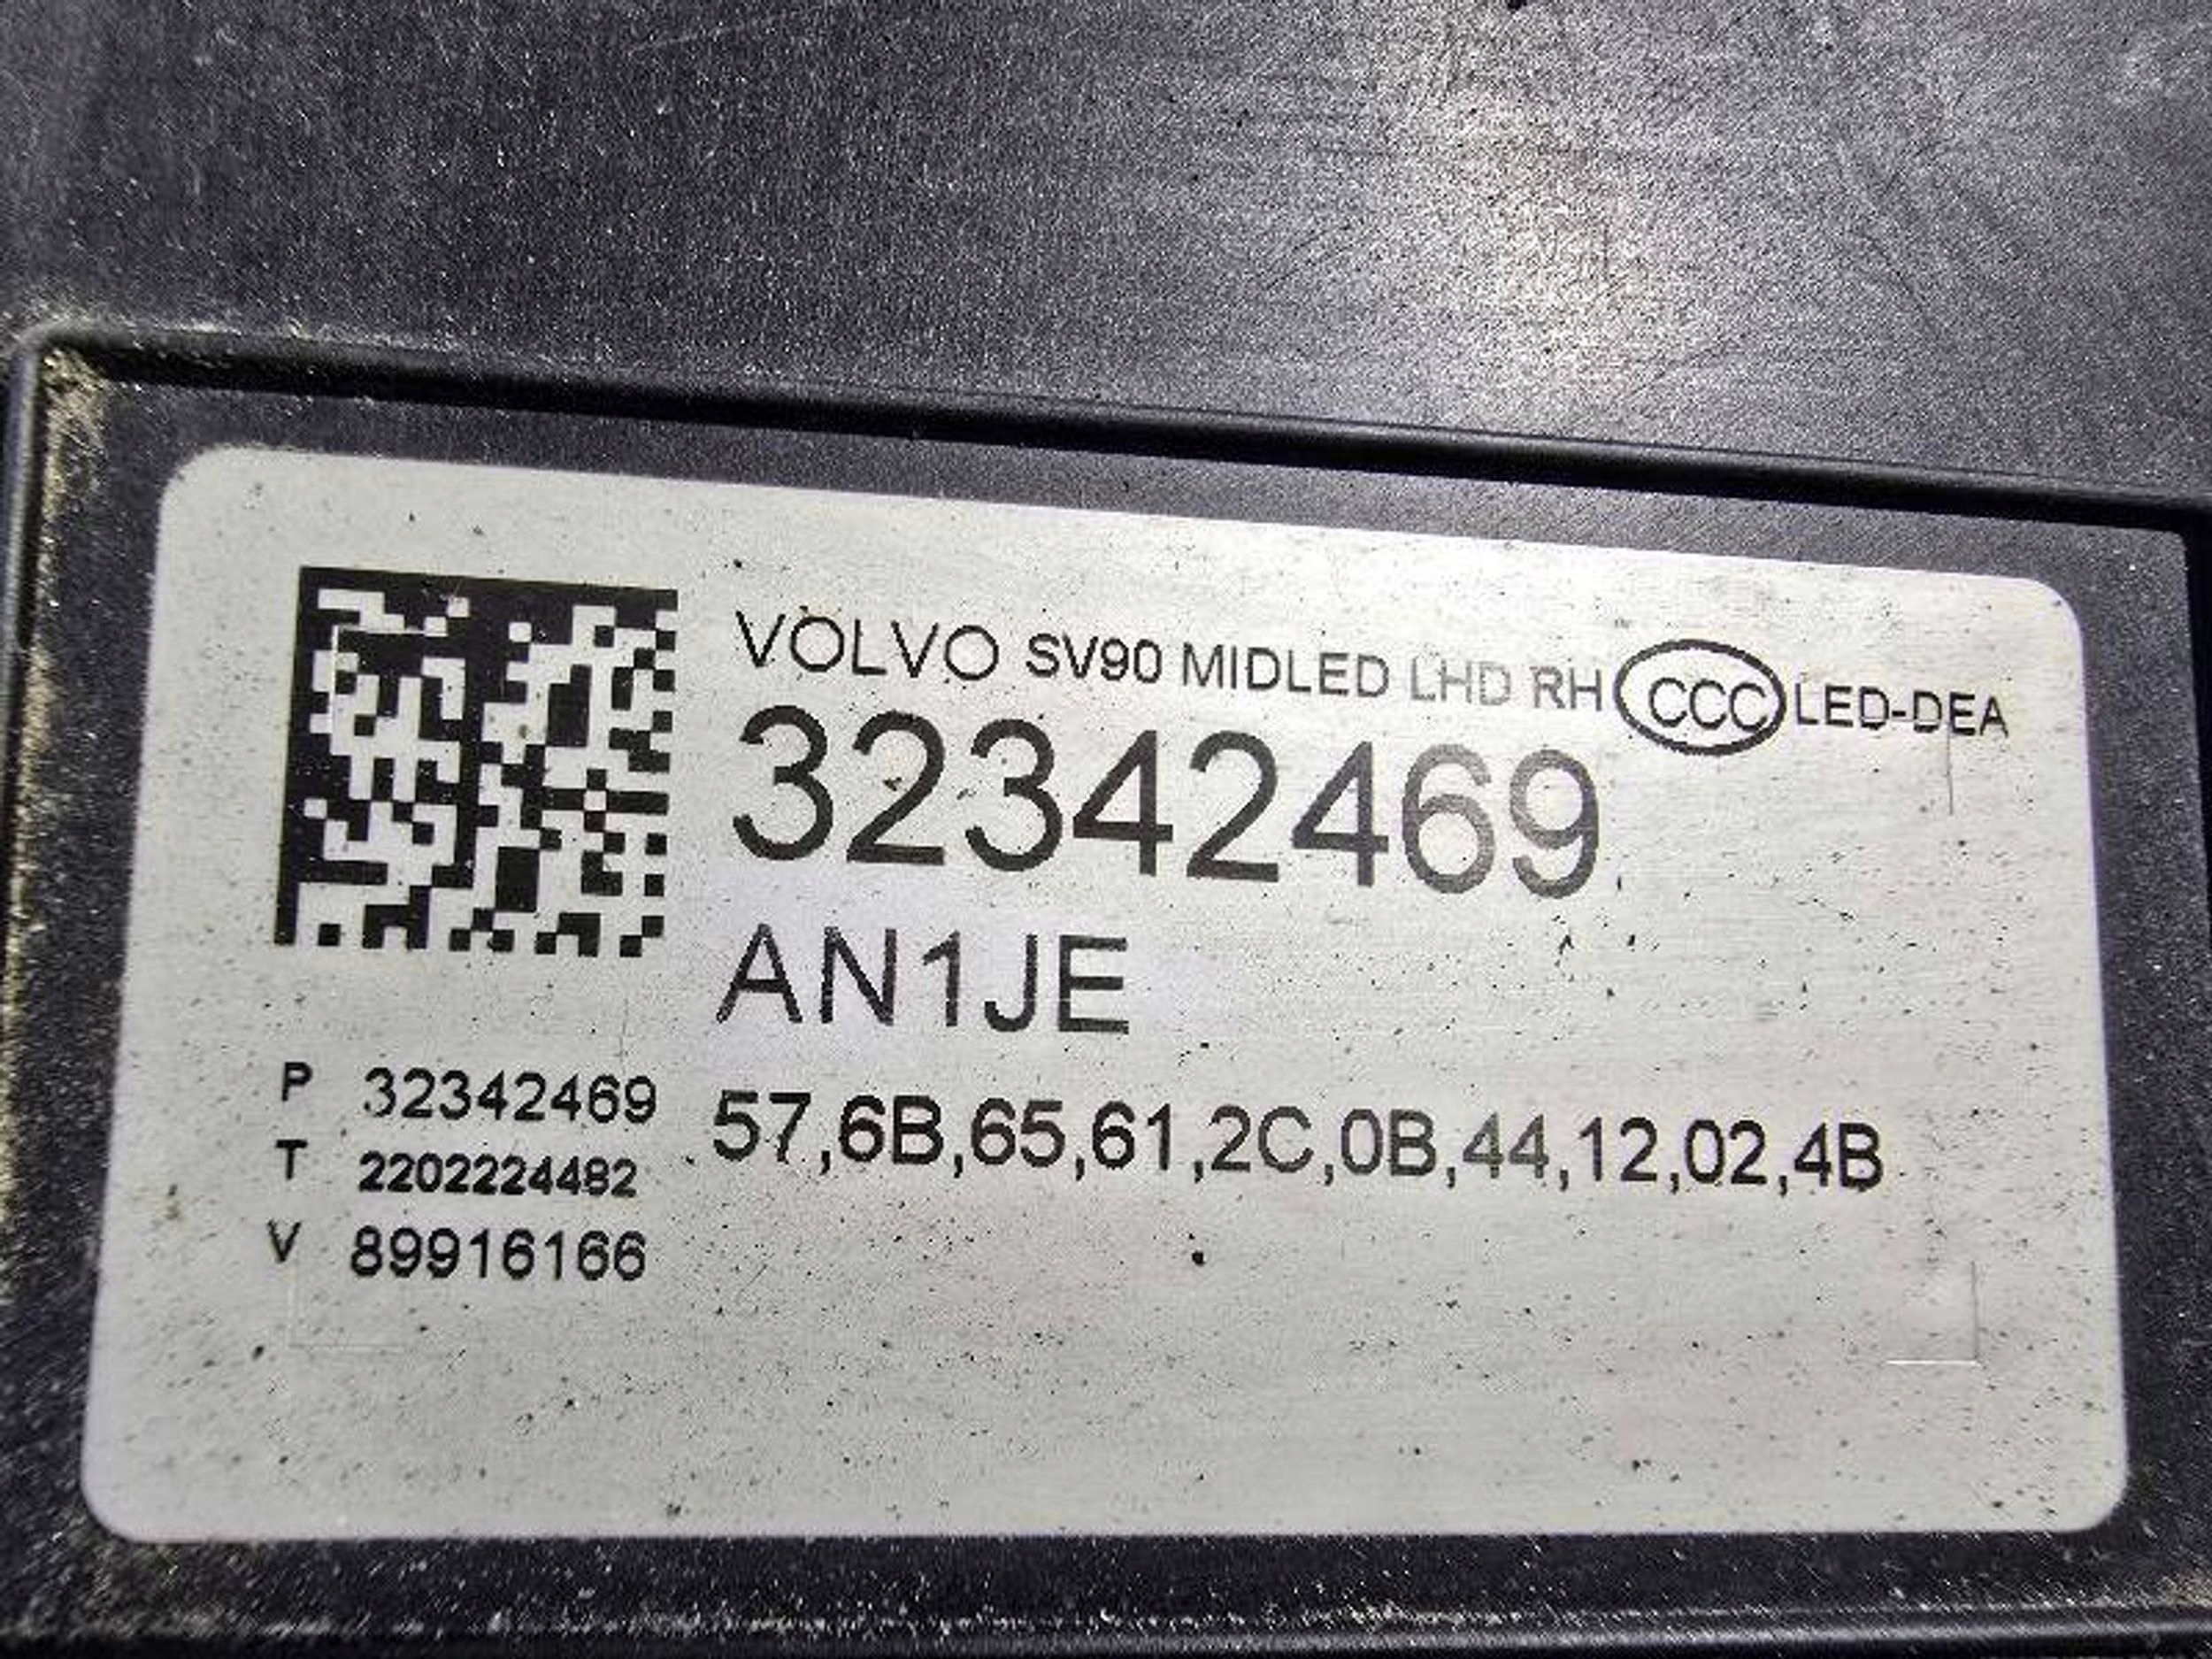 VOLVO SV90 MIDLED LHD RH CCC LED-DEA
32342469
AN1JE
P 32342469
57,6B,65,61,2C,0B,44,12,02,4B
T 2202224482
V 89916166